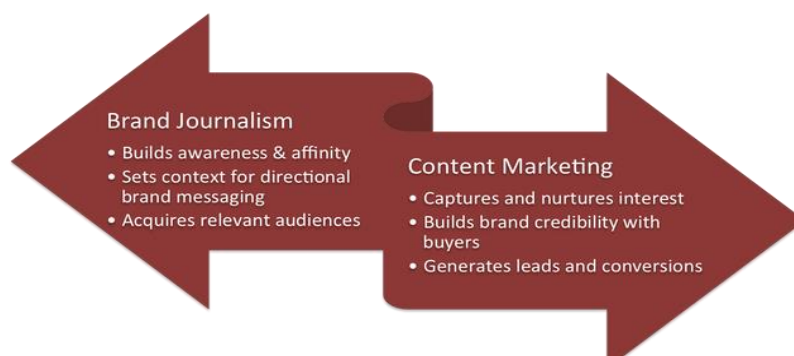 Brand Journalism
• Builds awareness & affinity
• Sets context for directional
brand messaging
• Acquires relevant audiences
Content Marketing
• Captures and nurtures interest
• Builds brand credibility with
buyers
• Generates leads and conversions